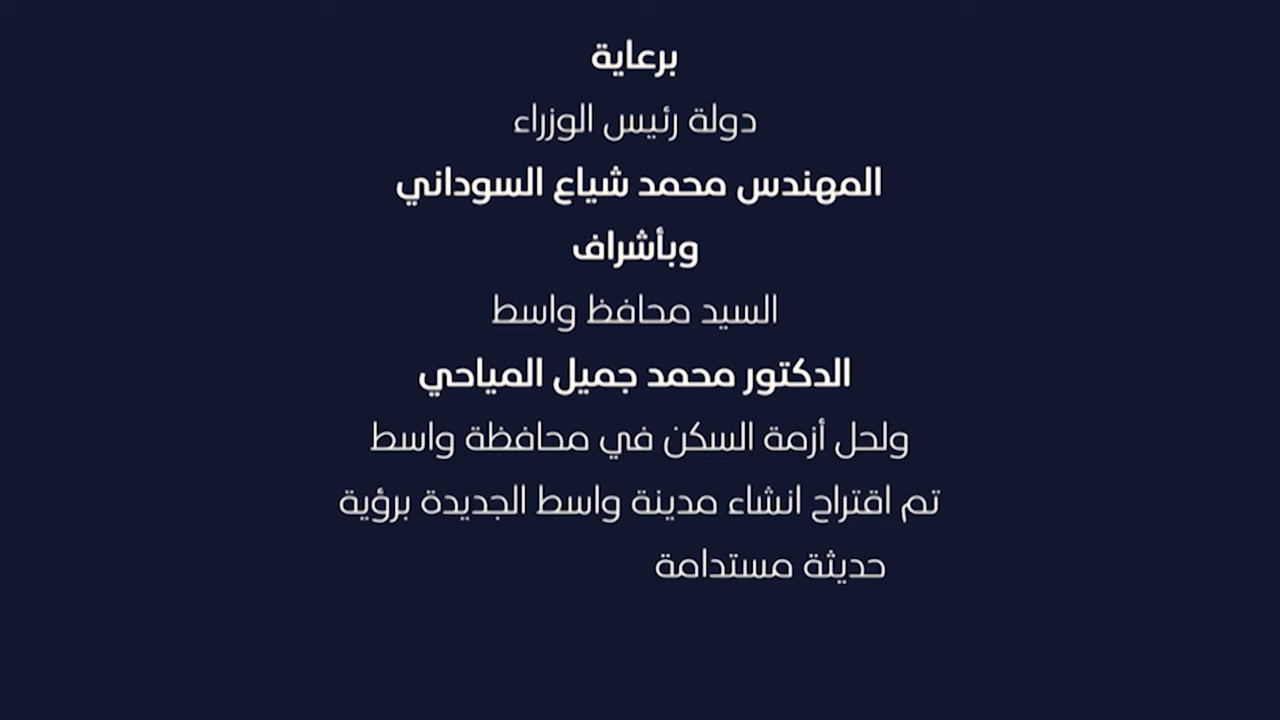 برعاية
دولة رئيس الوزراء
المهندس محمد شياع السوداني
وبأشراف
السيد محافظ واسط
الدكتور محمد جميل المياحي
ولحل أزمة السكن في محافظة واسط
تم اقتراح انشاء مدينة واسط الجديدة برؤية
حديثة مستدامة